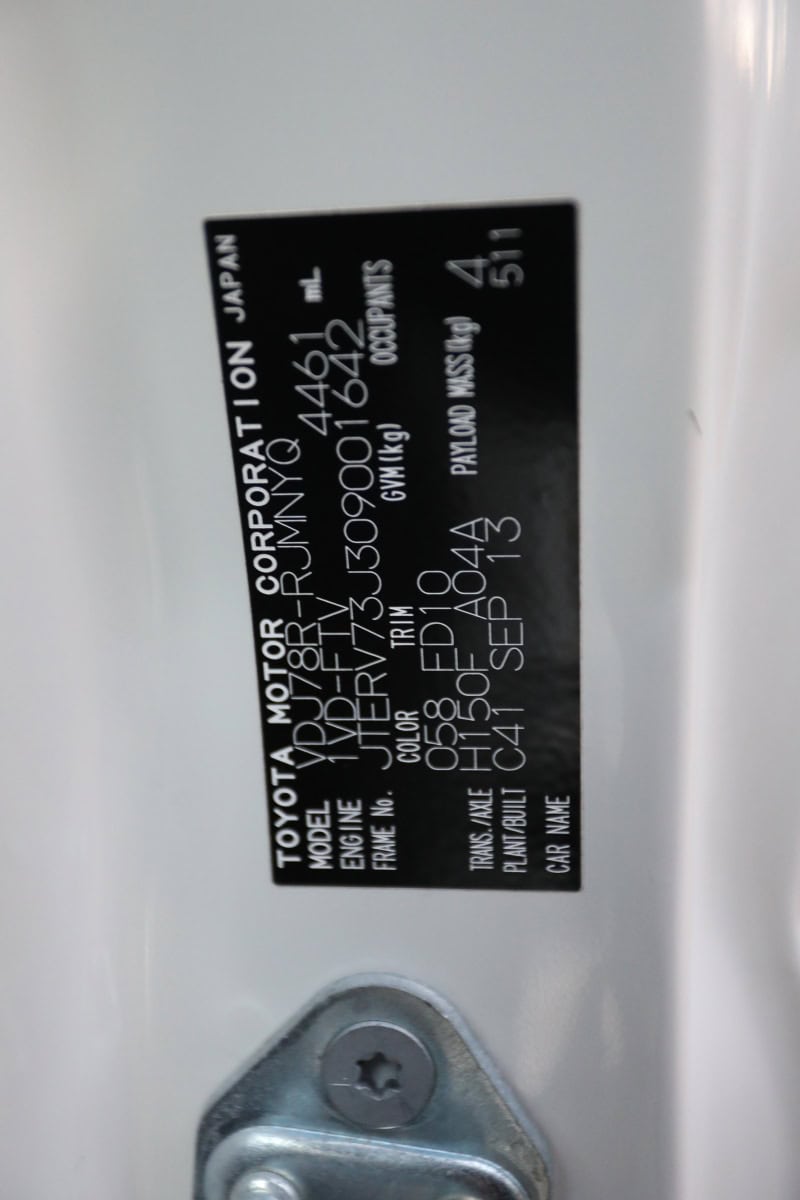 TOYOTA MOTOR CORPORATION JAPAN
MODEL VDJ78R-RJMNYQ
ENGINE 1VD-FTV 4461 mL
FRAME No. JTERV73J309001642
COLOR TRIM GVM(kg) OCCUPANTS
058 FD10
TRANS./AXLE H150F A04A PAYLOAD MASS(kg) 4
PLANT/BUILT C41 SEP 13 511
CAR NAME